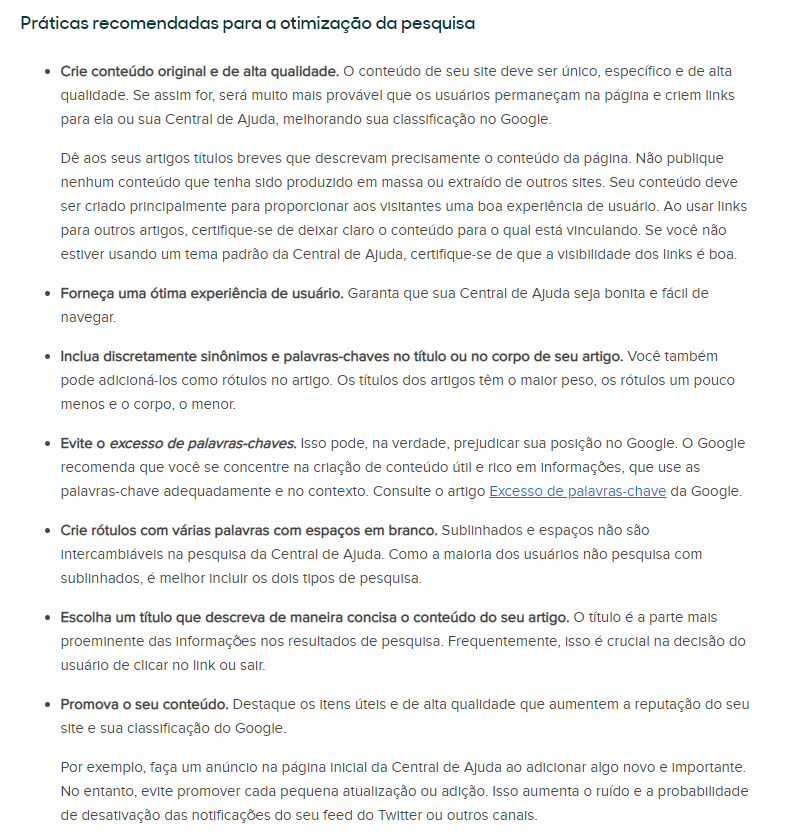 Práticas recomendadas para a otimização da pesquisa
• Crie conteúdo original e de alta qualidade. O conteúdo de seu site deve ser único, específico e de alta
qualidade. Se assim for, será muito mais provável que os usuários permaneçam na página e criem links
para ela ou sua Central de Ajuda, melhorando sua classificação no Google.
Dê aos seus artigos títulos breves que descrevam precisamente o conteúdo da página. Não publique
nenhum conteúdo que tenha sido produzido em massa ou extraído de outros sites. Seu conteúdo deve
ser criado principalmente para proporcionar aos visitantes uma boa experiência de usuário. Ao usar links
para outros artigos, certifique-se de deixar claro o conteúdo para o qual está vinculando. Se você não
estiver usando um tema padrão da Central de Ajuda, certifique-se de que a visibilidade dos links é boa.
• Forneça uma ótima experiência de usuário. Garanta que sua Central de Ajuda seja bonita e fácil de
navegar.
• Inclua discretamente sinônimos e palavras-chaves no título ou no corpo de seu artigo. Você também
pode adicioná-los como rótulos no artigo. Os títulos dos artigos têm o maior peso, os rótulos um pouco
menos e o corpo, o menor.
• Evite o excesso de palavras-chaves. Isso pode, na verdade, prejudicar sua posição no Google. O Google
recomenda que você se concentre na criação de conteúdo útil e rico em informações, que use as
palavras-chave adequadamente e no contexto. Consulte o artigo Excesso de palavras-chave da Google.
• Crie rótulos com várias palavras com espaços em branco. Sublinhados e espaços não são
intercambiáveis na pesquisa da Central de Ajuda. Como a maioria dos usuários não pesquisa com
sublinhados, é melhor incluir os dois tipos de pesquisa.
• Escolha um título que descreva de maneira concisa o conteúdo do seu artigo. O título é a parte mais
proeminente das informações nos resultados de pesquisa. Frequentemente, isso é crucial na decisão do
usuário de clicar no link ou sair.
• Promova o seu conteúdo. Destaque os itens úteis e de alta qualidade que aumentem a reputação do seu
site e sua classificação do Google.
Por exemplo, faça um anúncio na página inicial da Central de Ajuda ao adicionar algo novo e importante.
No entanto, evite promover cada pequena atualização ou adição. Isso aumenta o ruído e a probabilidade
de desativação das notificações do seu feed do Twitter ou outros canais.